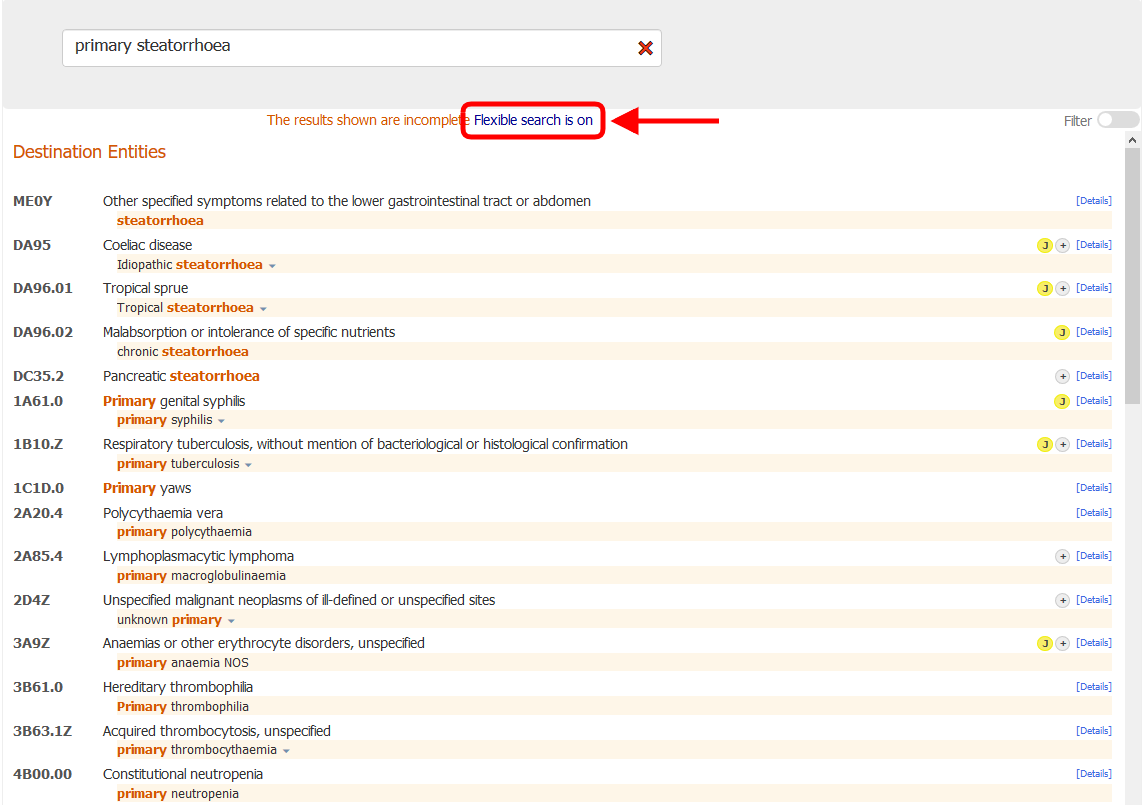 primary steatorrhoea
The results shown are incomplete Flexible search is on
Filter
Destination Entities
ME0Y Other specified symptoms related to the lower gastrointestinal tract or abdomen [Details]
steatorrhoea
DA95 Coeliac disease J + [Details]
Idiopathic steatorrhoea
DA96.01 Tropical sprue J + [Details]
Tropical steatorrhoea
DA96.02 Malabsorption or intolerance of specific nutrients J [Details]
chronic steatorrhoea
DC35.2 Pancreatic steatorrhoea + [Details]
1A61.0 Primary genital syphilis J [Details]
primary syphilis
1B10.Z Respiratory tuberculosis, without mention of bacteriological or histological confirmation J + [Details]
primary tuberculosis
1C1D.0 Primary yaws [Details]
2A20.4 Polycythaemia vera [Details]
primary polycythaemia
2A85.4 Lymphoplasmacytic lymphoma + [Details]
primary macroglobulinaemia
2D4Z Unspecified malignant neoplasms of ill-defined or unspecified sites + [Details]
unknown primary
3A9Z Anaemias or other erythrocyte disorders, unspecified J + [Details]
primary anaemia NOS
3B61.0 Hereditary thrombophilia [Details]
Primary thrombophilia
3B63.1Z Acquired thrombocytosis, unspecified [Details]
primary thrombocythaemia
4B00.00 Constitutional neutropenia [Details]
primary neutropenia